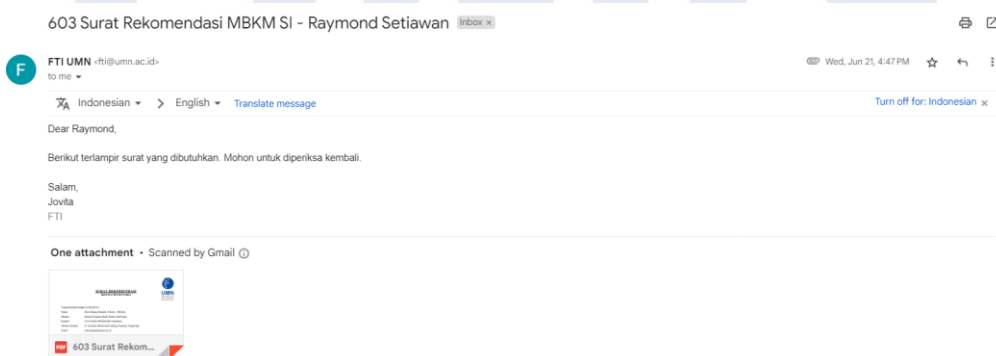 603 Surat Rekomendasi MBKM SI - Raymond Setiawan Inbox ×
FTI UMN <fti@umn.ac.id> Wed, Jun 21, 4:47 PM
to me
Indonesian > English Translate message Turn off for: Indonesian ×
Dear Raymond,
Berikut terlampir surat yang dibutuhkan. Mohon untuk diperiksa kembali.
Salam,
Jovita
FTI
One attachment • Scanned by Gmail
SURAT REKOMENDASI
UMN
PDF 603 Surat Rekom...